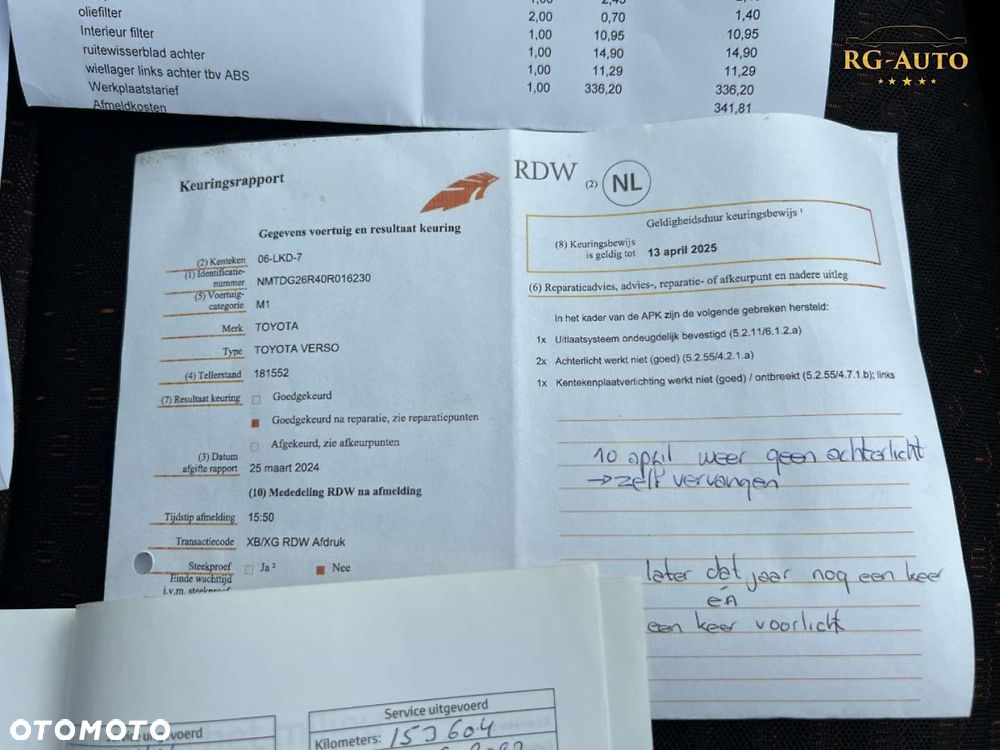 oliefilter 2,00 0,70 1,40
Interieur filter 1,00 10,95 10,95
ruitewisserblad achter 1,00 14,90 14,90
wiellager links achter tbv ABS 1,00 11,29 11,29
Werkplaatstarief 1,00 336,20 336,20
Afmeldkosten 341,81
RG-AUTO
Keuringsrapport
Gegevens voertuig en resultaat keuring
(2) Kenteken 06-LKD-7
(1) Identificatie-
nummer NMTDG26R40R016230
(5) Voertuig-
categorie M1
Merk TOYOTA
Type TOYOTA VERSO
(4) Tellerstand 181552
(7) Resultaat keuring Goedgekeurd
Goedgekeurd na reparatie, zie reparatiepunten
Afgekeurd, zie afkeurpunten
(3) Datum
afgifte rapport 25 maart 2024
(10) Mededeling RDW na afmelding
Tijdstip afmelding 15:50
Transactiecode XB/XG RDW Afdruk
Steekproef Ja ² Nee
Einde wachttijd
i.v.m. steekproef
RDW (2) NL
Geldigheidsduur keuringsbewijs ¹
(8) Keuringsbewijs
is geldig tot 13 april 2025
(6) Reparatieadvies, advies-, reparatie- of afkeurpunt en nadere uitleg
In het kader van de APK zijn de volgende gebreken hersteld:
1x Uitlaatsysteem ondeugdelijk bevestigd (5.2.11/6.1.2.a)
2x Achterlicht werkt niet (goed) (5.2.55/4.2.1.a)
1x Kentekenplaatverlichting werkt niet (goed) / ontbreekt (5.2.55/4.7.1.b); links
10 april weer geen achterlicht
→ zelf vervangen
later dat jaar nog een keer
én
een keer voorlicht
Service uitgevoerd
Service uitgevoerd
Kilometers: 153604
OTOMOTO